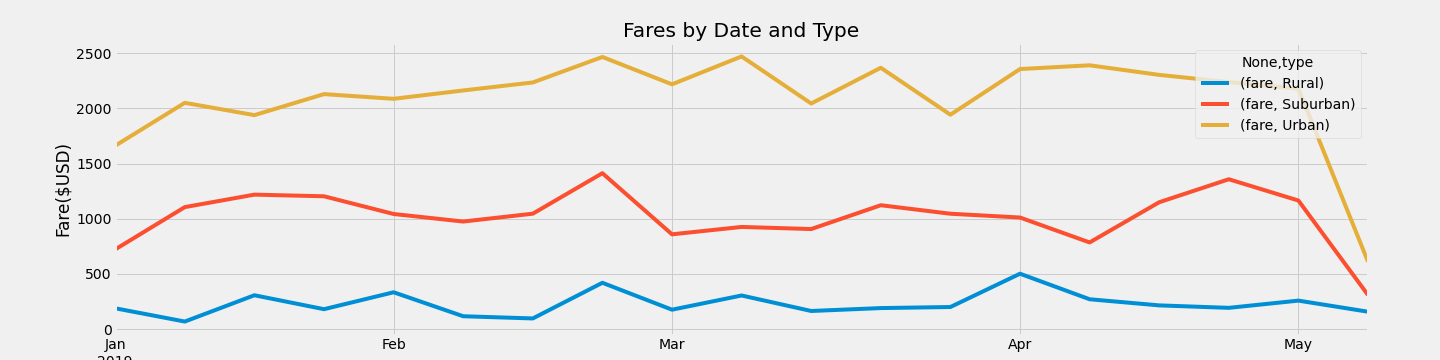 Fares by Date and Type
Fare($USD)
2500
2000
1500
1000
500
0
None,type
(fare, Rural)
(fare, Suburban)
(fare, Urban)
Jan
Feb
Mar
Apr
May
2019